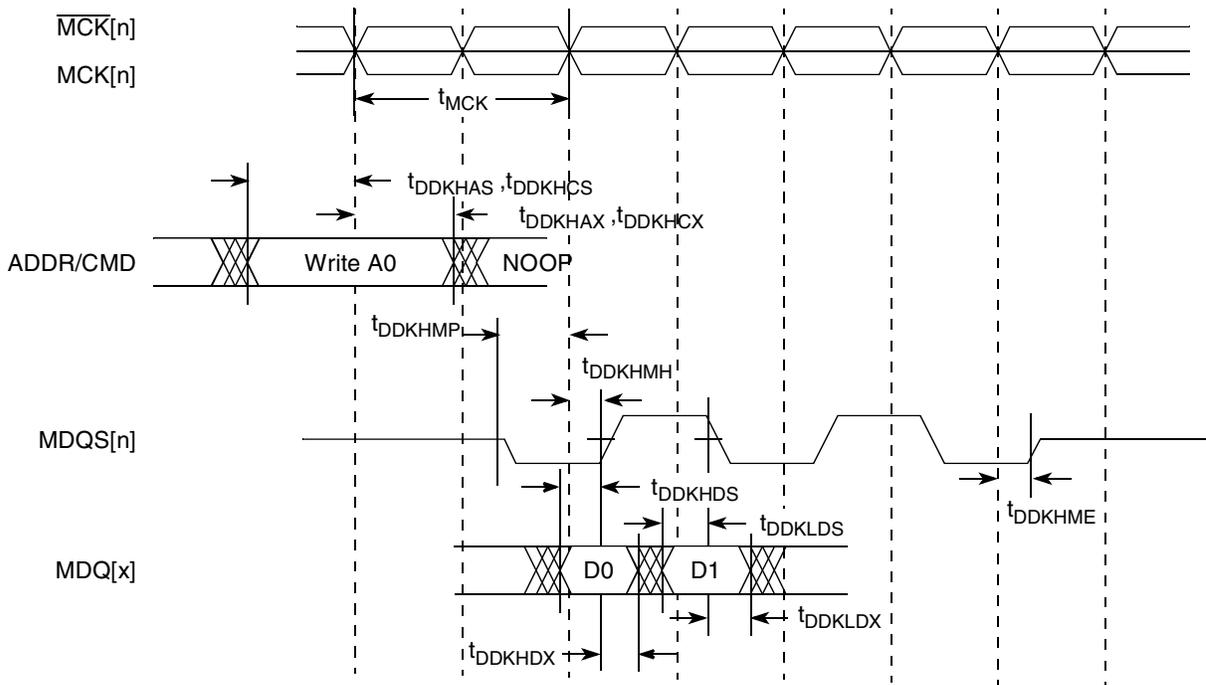 MCK[n]
MCK[n]
tMCK
tDDKHAS ,tDDKHCS
tDDKHAX ,tDDKHCX
ADDR/CMD
Write A0
NOOP
tDDKHMP
tDDKHMH
MDQS[n]
tDDKHDS
tDDKHME
tDDKLDS
MDQ[x]
D0
D1
tDDKLDX
tDDKHDX